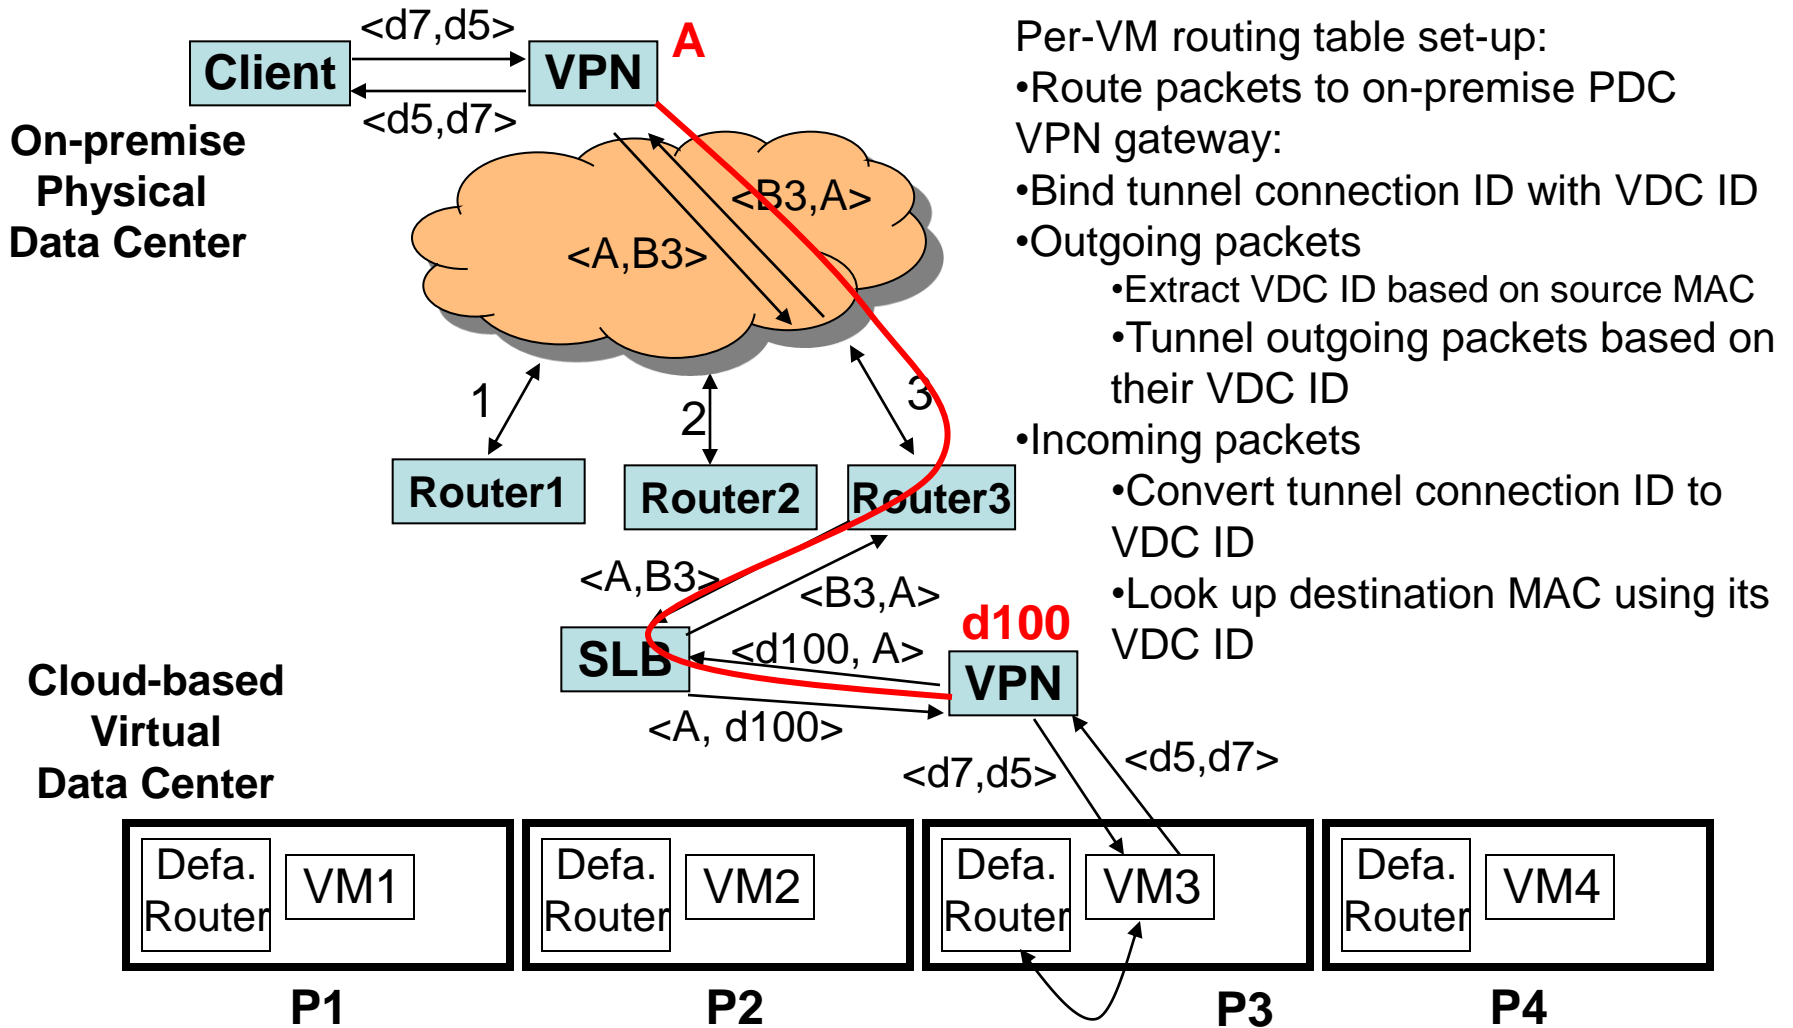 <d7,d5>
A
Client
VPN
<d5,d7>
On-premise
Physical
Data Center
<B3,A>
<A,B3>
1
2
3
Router1
Router2
Router3
<A,B3>
<B3,A>
d100
SLB
<d100, A>
VPN
<A, d100>
Cloud-based
Virtual
Data Center
<d7,d5>
<d5,d7>
Defa.
Router
VM1
Defa.
Router
VM2
Defa.
Router
VM3
Defa.
Router
VM4
P1
P2
P3
P4
Per-VM routing table set-up:
•Route packets to on-premise PDC
VPN gateway:
•Bind tunnel connection ID with VDC ID
•Outgoing packets
•Extract VDC ID based on source MAC
•Tunnel outgoing packets based on
their VDC ID
•Incoming packets
•Convert tunnel connection ID to
VDC ID
•Look up destination MAC using its
VDC ID